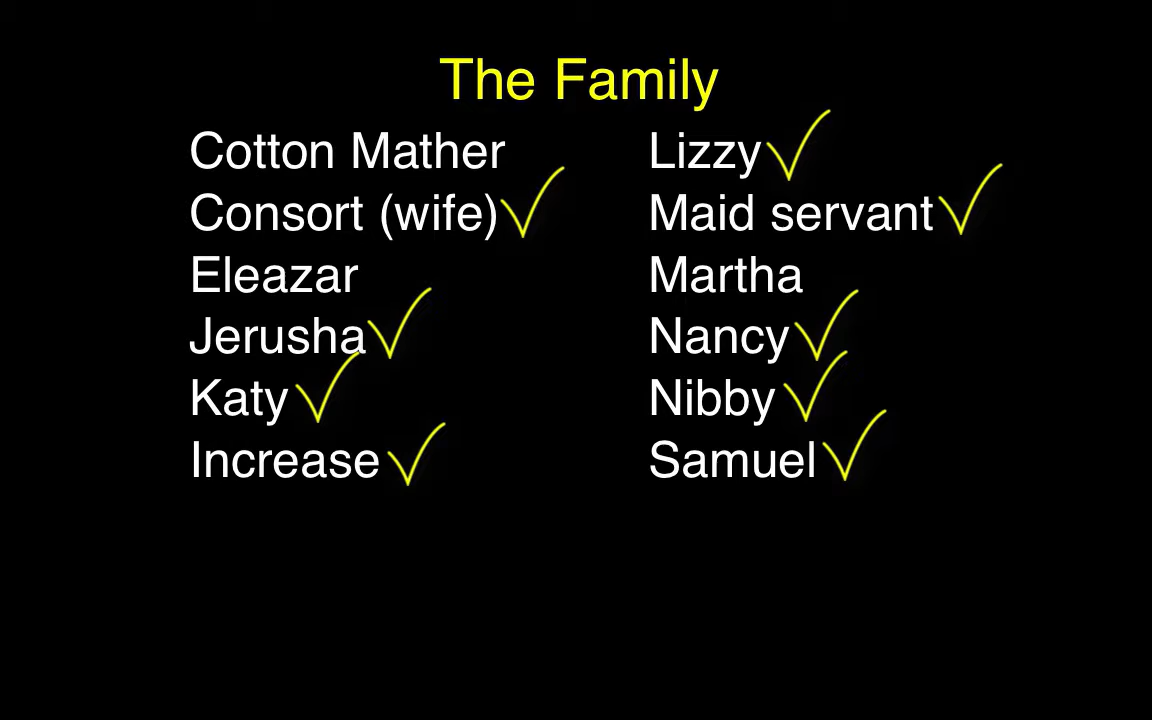 The Family
Cotton Mather
Consort (wife)
Eleazar
Jerusha
Katy
Increase
Lizzy
Maid servant
Martha
Nancy
Nibby
Samuel